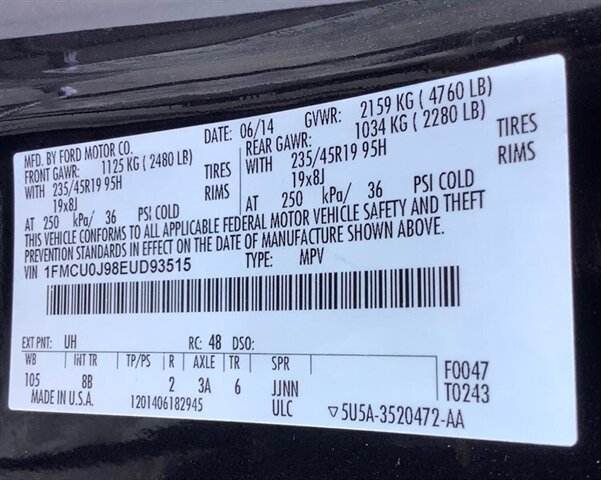 MFD. BY FORD MOTOR CO. DATE: 06/14 GVWR: 2159 KG ( 4760 LB)
FRONT GAWR: 1125 KG ( 2480 LB) REAR GAWR: 1034 KG ( 2280 LB)
WITH 235/45R19 95H TIRES WITH 235/45R19 95H TIRES
19x8J RIMS 19x8J RIMS
AT 250 kPa/ 36 PSI COLD AT 250 kPa/ 36 PSI COLD
THIS VEHICLE CONFORMS TO ALL APPLICABLE FEDERAL MOTOR VEHICLE SAFETY AND THEFT
PREVENTION STANDARDS IN EFFECT ON THE DATE OF MANUFACTURE SHOWN ABOVE.
VIN 1FMCU0J98EUD93515 TYPE: MPV
EXT PNT: UH RC: 48 DSO:
WB INT TR TP/PS R AXLE TR SPR F0047
105 8B 2 3A 6 JJNN T0243
MADE IN U.S.A. 1201406182945 ULC ▽5U5A-3520472-AA